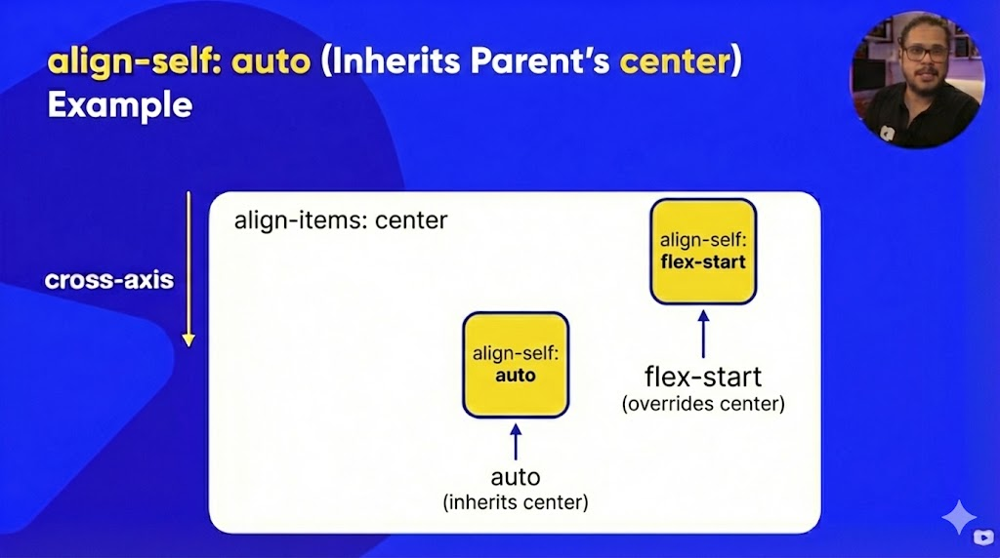 align-self: auto (Inherits Parent's center)
Example
align-items: center
cross-axis
align-self:
flex-start
align-self:
auto
flex-start
(overrides center)
auto
(inherits center)